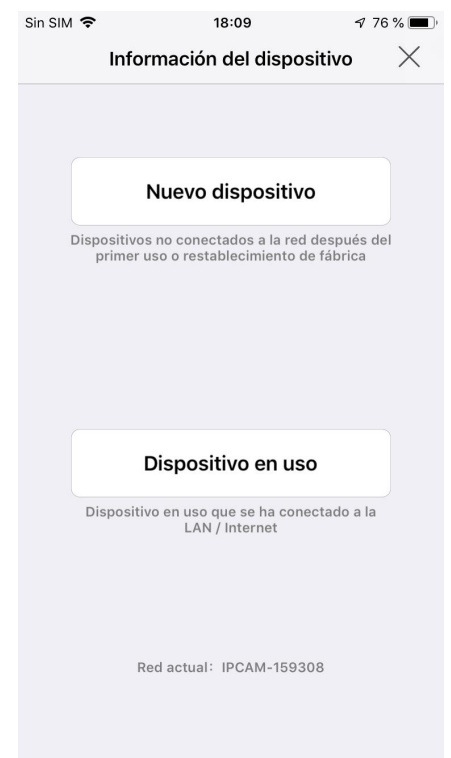 Sin SIM 18:09 76 %
Información del dispositivo
Nuevo dispositivo
Dispositivos no conectados a la red después del
primer uso o restablecimiento de fábrica
Dispositivo en uso
Dispositivo en uso que se ha conectado a la
LAN / Internet
Red actual: IPCAM-159308